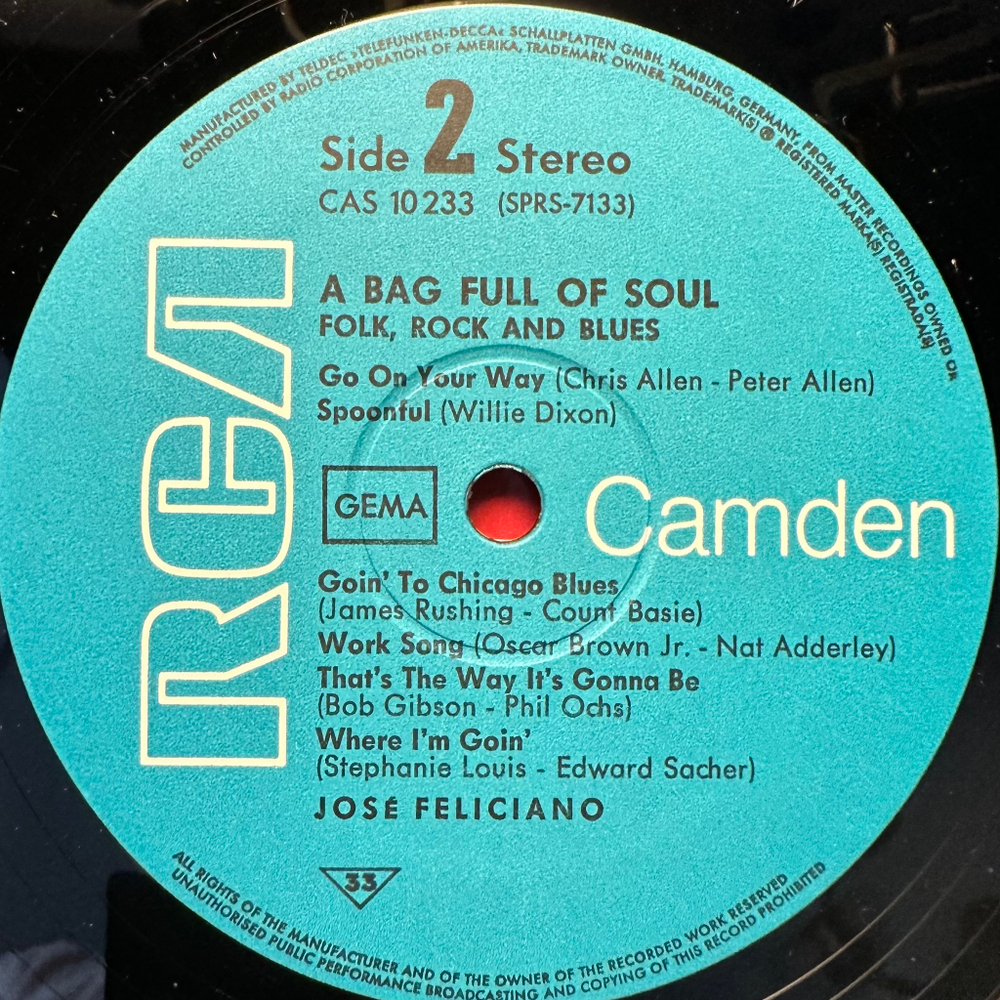 MANUFACTURED BY TELDEC »TELEFUNKEN-DECCA« SCHALLPLATTEN GMBH. HAMBURG, GERMANY, FROM MASTER RECORDINGS OWNED OR
CONTROLLED BY RADIO CORPORATION OF AMERIKA, TRADEMARK OWNER. TRADEMARK(S) ® REGISTERED MARKA(S) REGISTRADA(S)
Side 2 Stereo
CAS 10 233 (SPRS-7133)
A BAG FULL OF SOUL
FOLK, ROCK AND BLUES
Go On Your Way (Chris Allen - Peter Allen)
Spoonful (Willie Dixon)
RCA
GEMA
Camden
Goin' To Chicago Blues
(James Rushing - Count Basie)
Work Song (Oscar Brown Jr. - Nat Adderley)
That's The Way It's Gonna Be
(Bob Gibson - Phil Ochs)
Where I'm Goin'
(Stephanie Louis - Edward Sacher)
JOSÉ FELICIANO
33
ALL RIGHTS OF THE MANUFACTURER AND OF THE OWNER OF THE RECORDED WORK RESERVED
UNAUTHORISED PUBLIC PERFORMANCE BROADCASTING AND COPYING OF THIS RECORD PROHIBITED